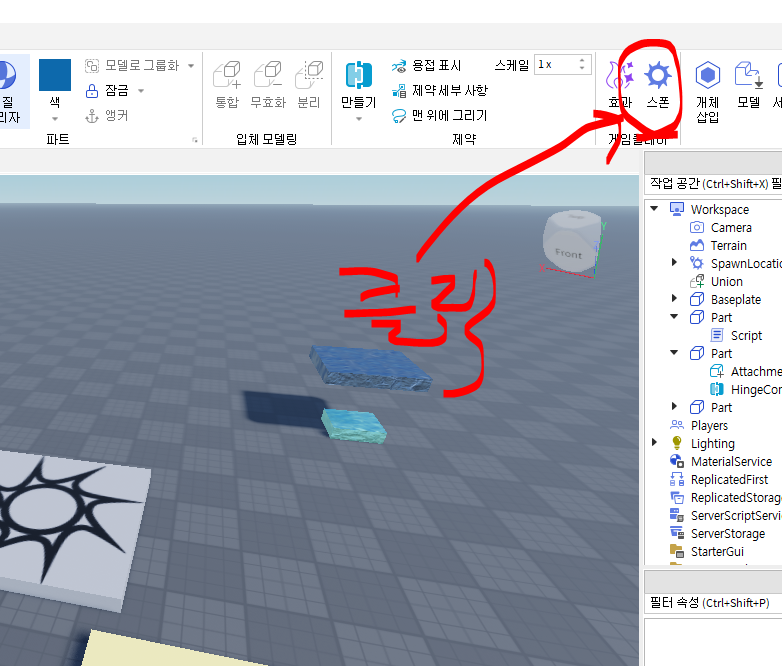 모델로 그룹화
용접 표시
스케일 1x
질
색
잠금
통합 무효화 분리
만들기
제약 세부 사항
효과 스폰
개체
삽입
모델
리자
앵커
맨 위에 그리기
파트
입체 모델링
제약
게임플레이
작업 공간 (Ctrl+Shift+X) 필
Workspace
Camera
Terrain
SpawnLocatio
Union
Baseplate
Part
Script
Part
Attachme
HingeCon
Part
Players
Lighting
MaterialService
ReplicatedFirst
ReplicatedStorag
ServerScriptServi
ServerStorage
StarterGui
Front
클릭
필터 속성 (Ctrl+Shift+P)